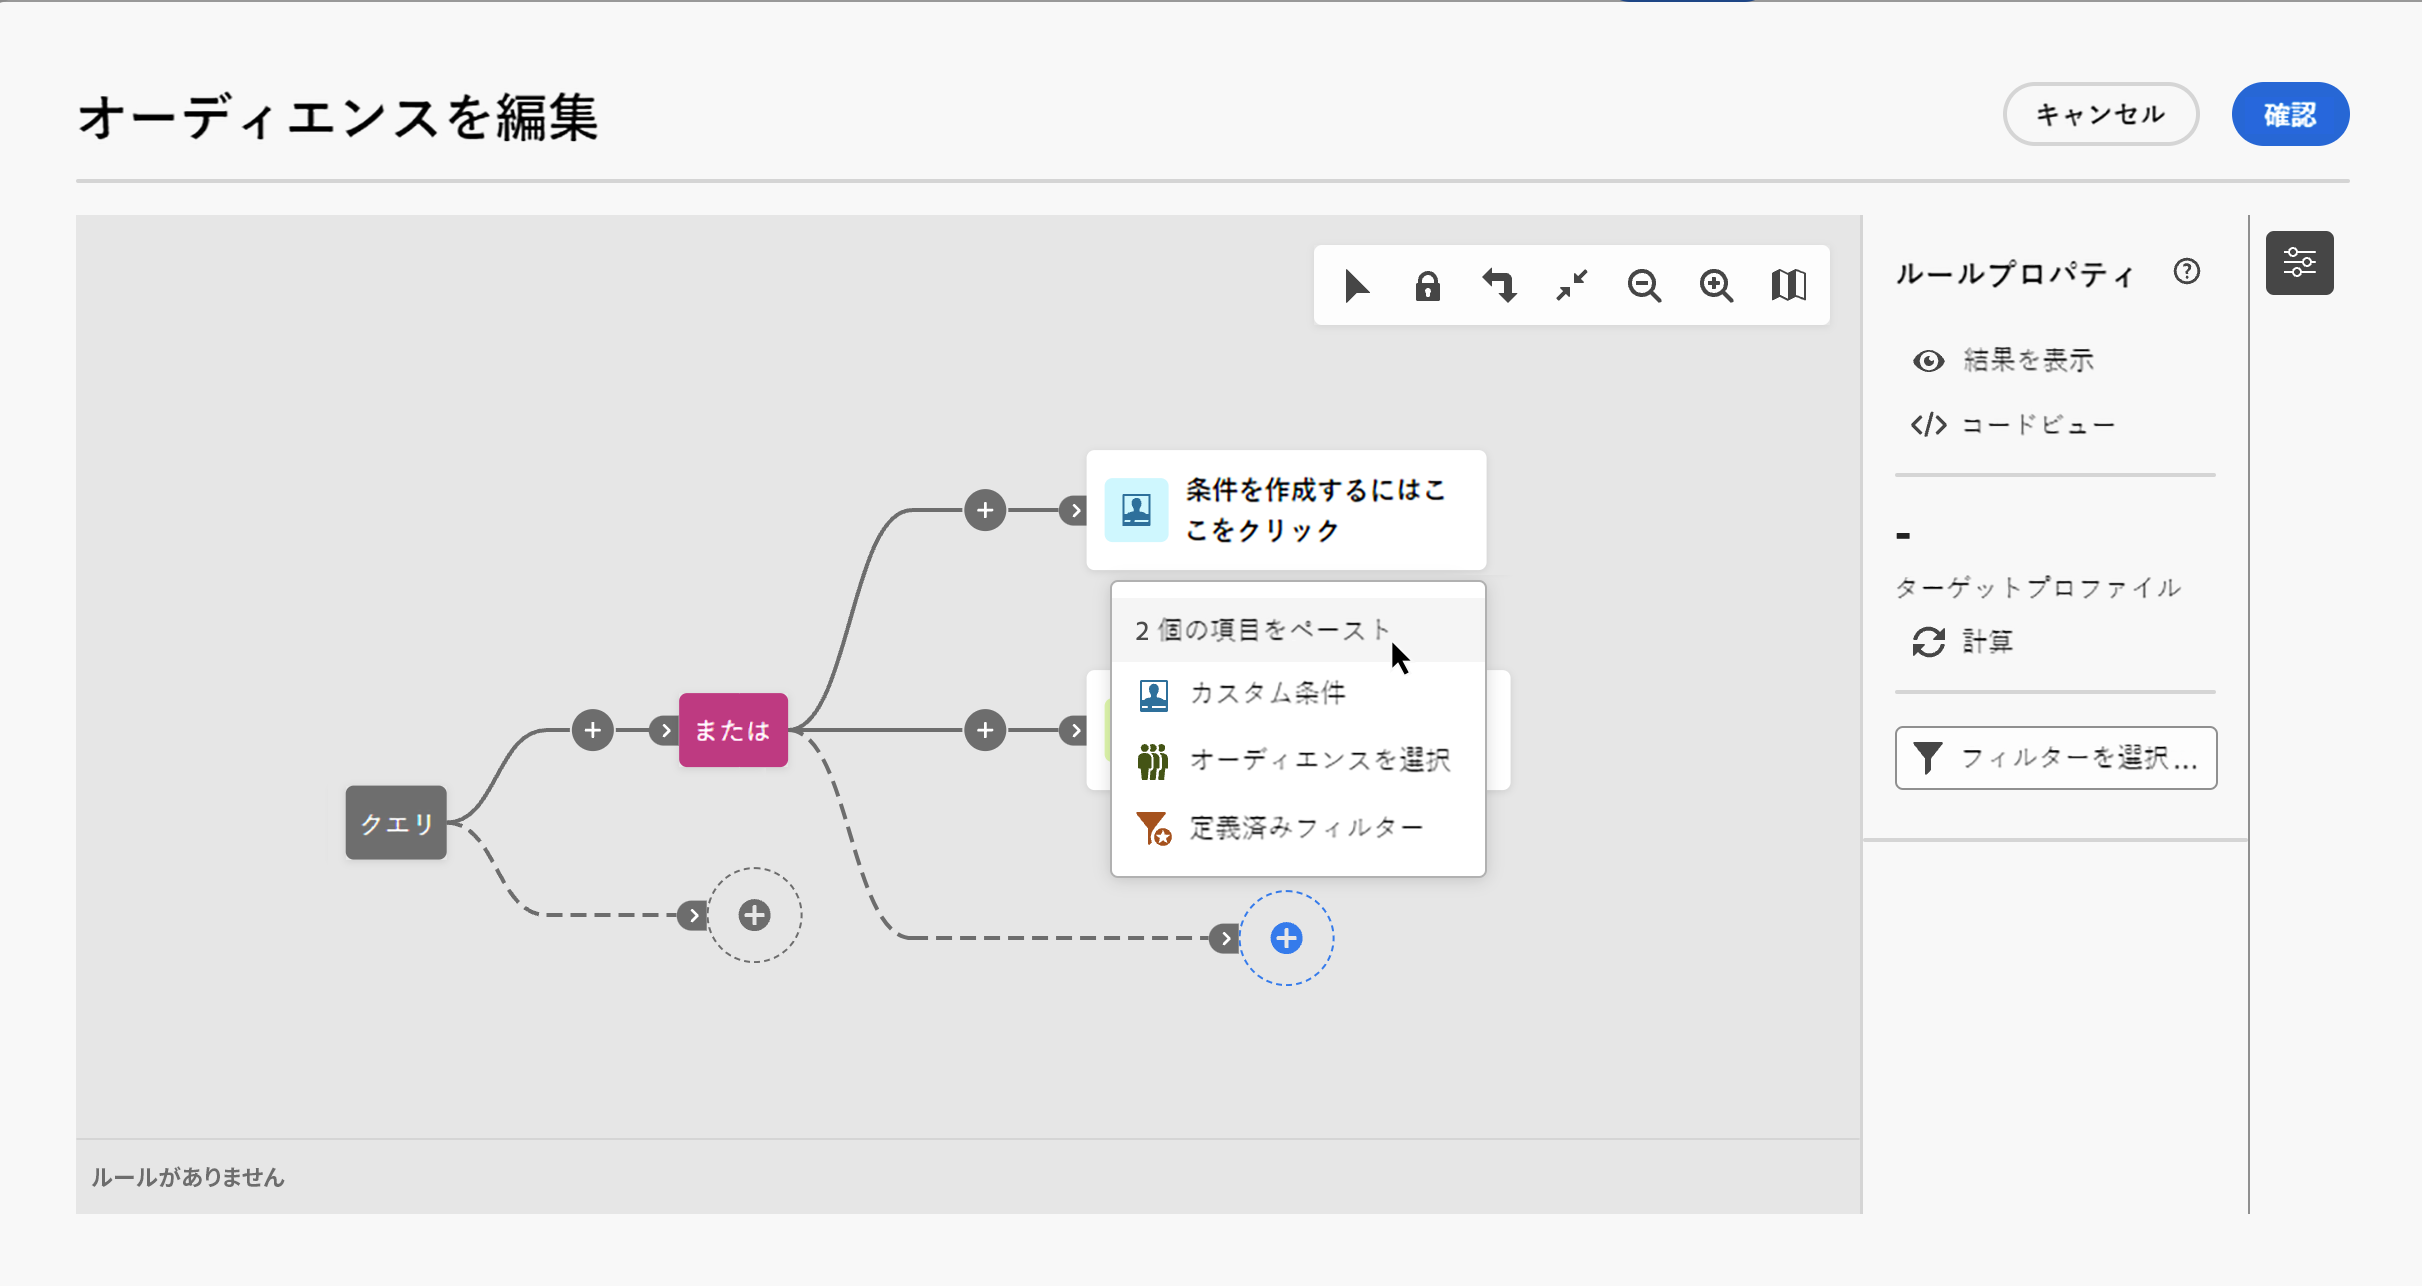 オーディエンスを編集
キャンセル
確認
ルールプロパティ
結果を表示
コードビュー
-
ターゲットプロファイル
計算
フィルターを選択...
条件を作成するにはこ
こをクリック
2 個の項目をペースト
カスタム条件
オーディエンスを選択
定義済みフィルター
または
クエリ
ルールがありません